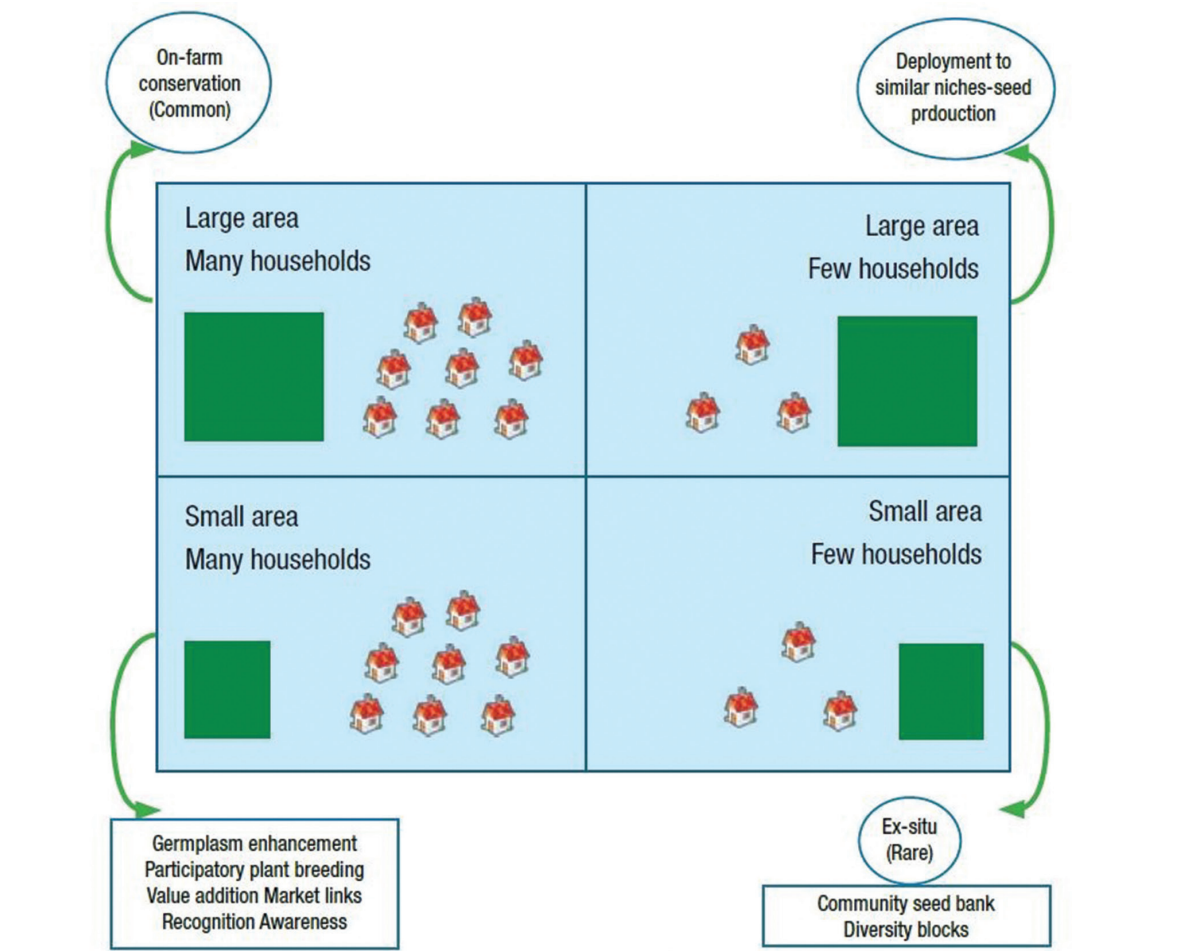 On-farm
conservation
(Common)
Deployment to
similar niches-seed
prdouction
Large area
Many households
Large area
Few households
Small area
Many households
Small area
Few households
Germplasm enhancement
Participatory plant breeding
Value addition Market links
Recognition Awareness
Ex-situ
(Rare)
Community seed bank
Diversity blocks